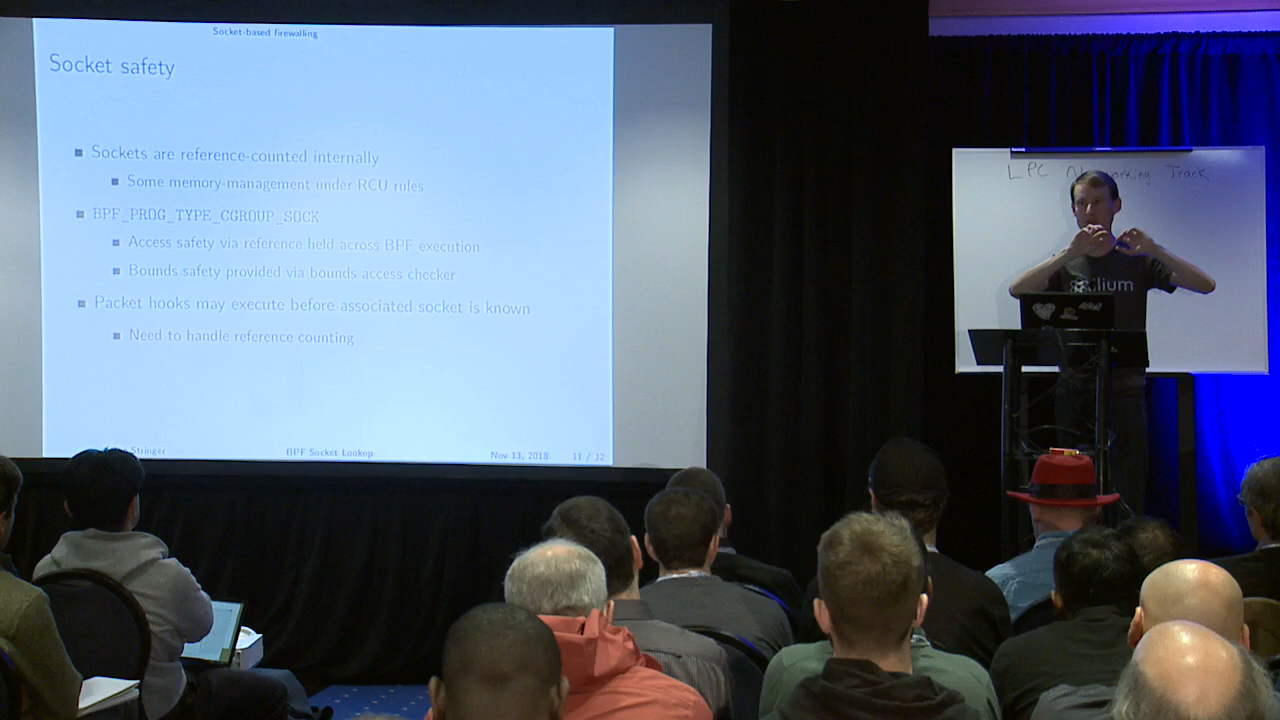 Socket-based firewalling
Socket safety
Sockets are reference-counted internally
Some memory-management under RCU rules
BPF_PROG_TYPE_CGROUP_SOCK
Access safety via reference held across BPF execution
Bounds safety provided via bounds access checker
Packet hooks may execute before associated socket is known
Need to handle reference counting
Stringer
BPF Socket Lookup
Nov 13, 2018
11 / 32
LPC
Track